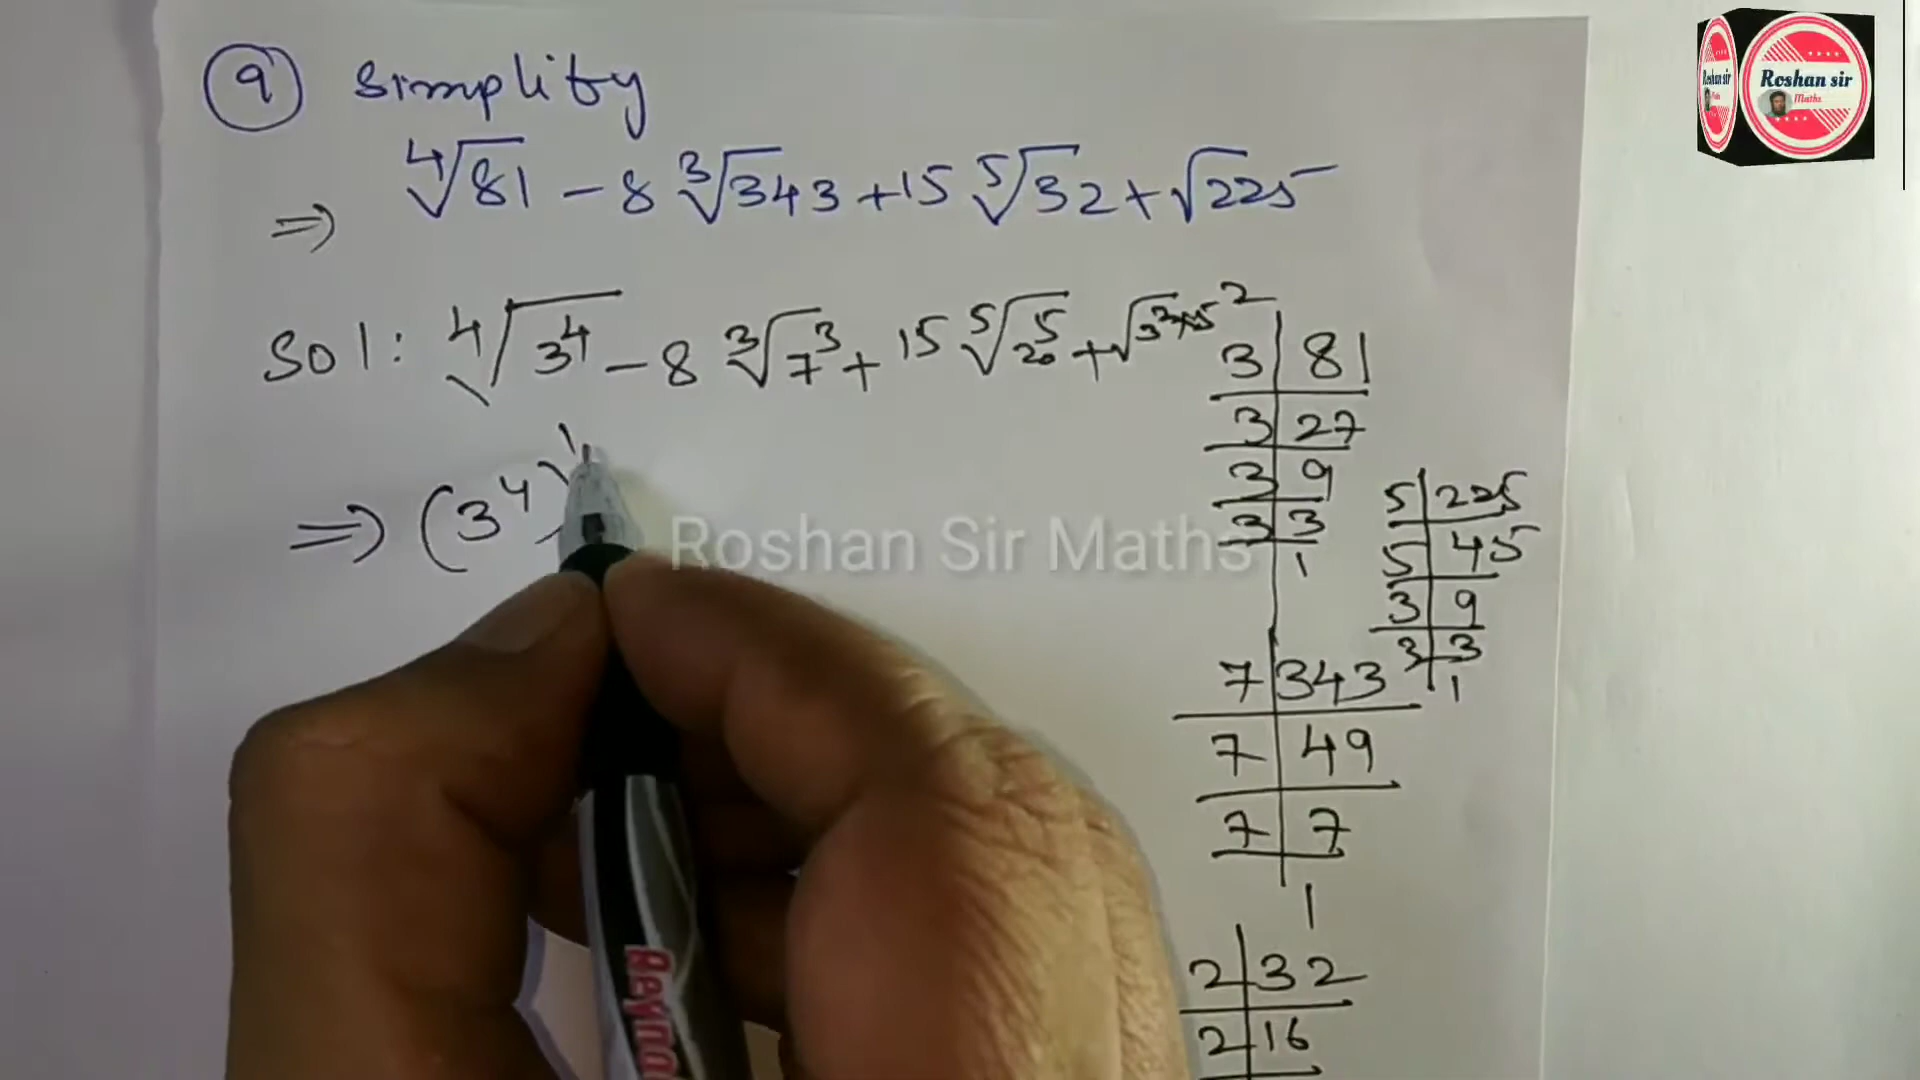 9 Simplify
⇒ ⁴√81 - 8 ³√343 + 15 ⁵√32 + √225
Sol: ⁴√3⁴ - 8 ³√7³ + 15 ⁵√2⁵ + √3²×5²
⇒ (3⁴)
Roshan Sir Maths
3 | 81
3 | 27
3 | 9
3 | 3
1
5 | 225
5 | 45
3 | 9
3 | 3
1
7 | 343
7 | 49
7 | 7
1
2 | 32
2 | 16
Roshan sir
Maths
Roshan sir